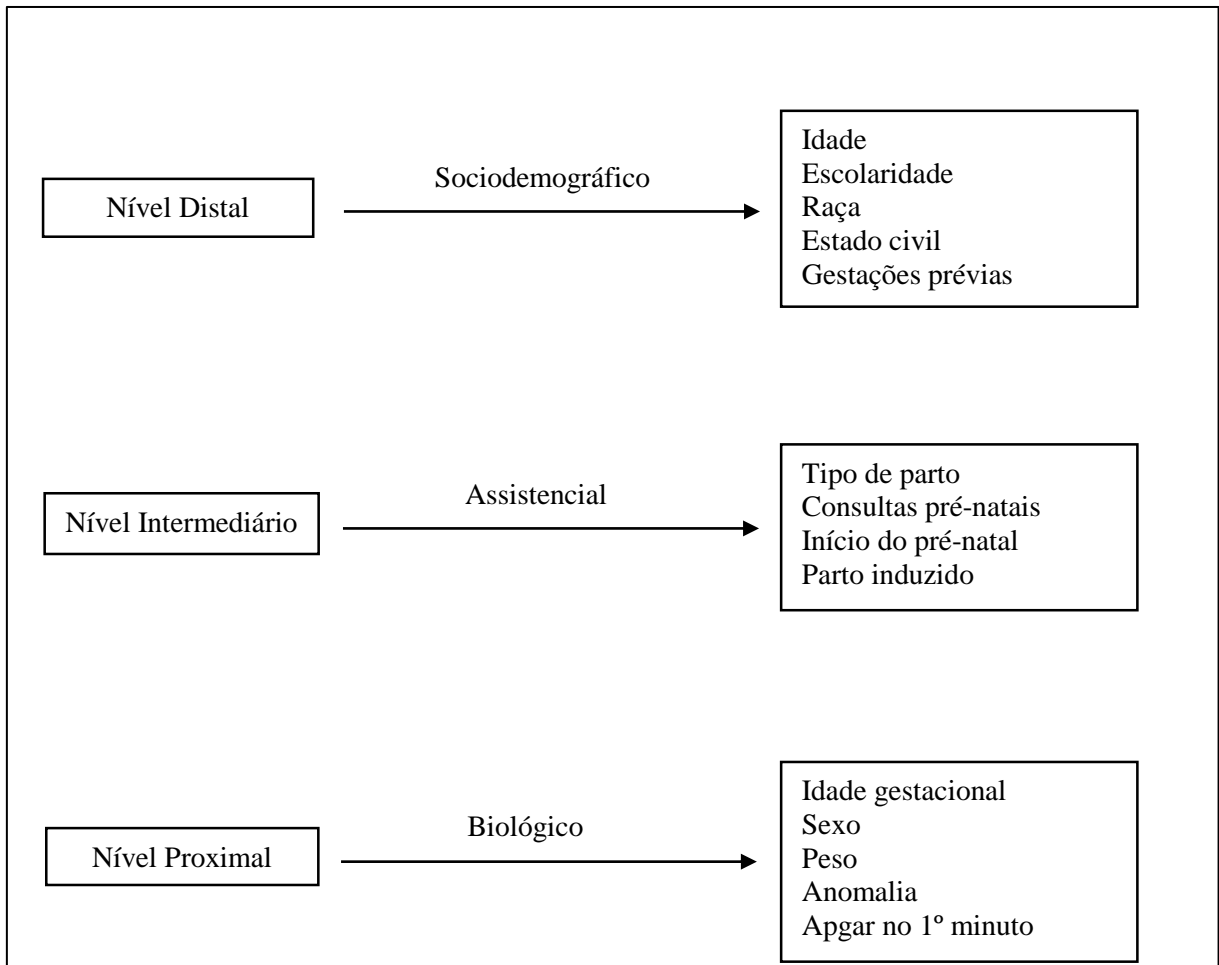 Nível Distal
Sociodemográfico
Idade
Escolaridade
Raça
Estado civil
Gestações prévias
Nível Intermediário
Assistencial
Tipo de parto
Consultas pré-natais
Início do pré-natal
Parto induzido
Nível Proximal
Biológico
Idade gestacional
Sexo
Peso
Anomalia
Apgar no 1º minuto